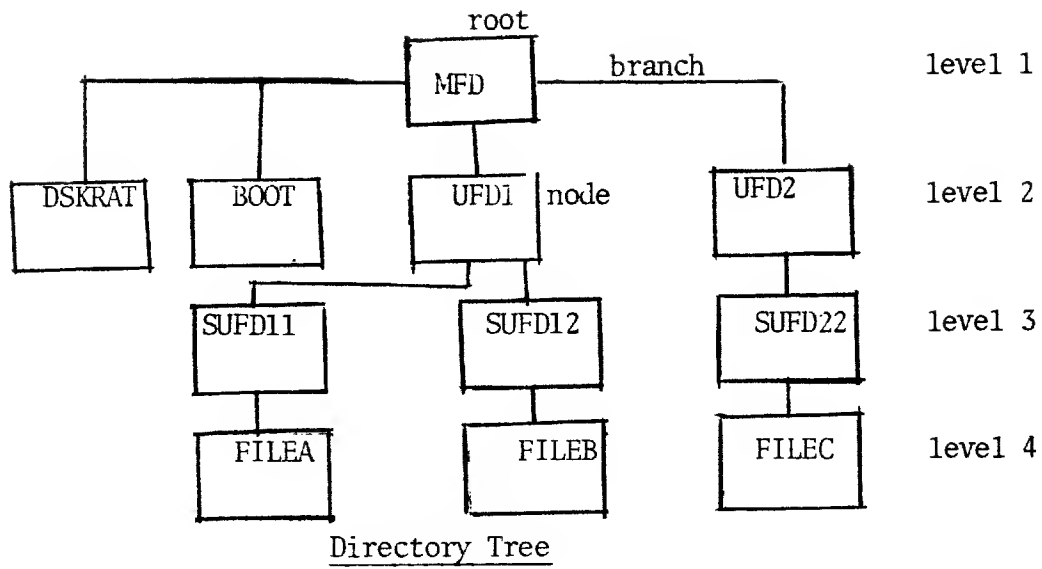 root
MFD
branch
level 1
DSKRAT
BOOT
UFD1
node
UFD2
level 2
SUFD11
SUFD12
SUFD22
level 3
FILEA
FILEB
FILEC
level 4
Directory Tree